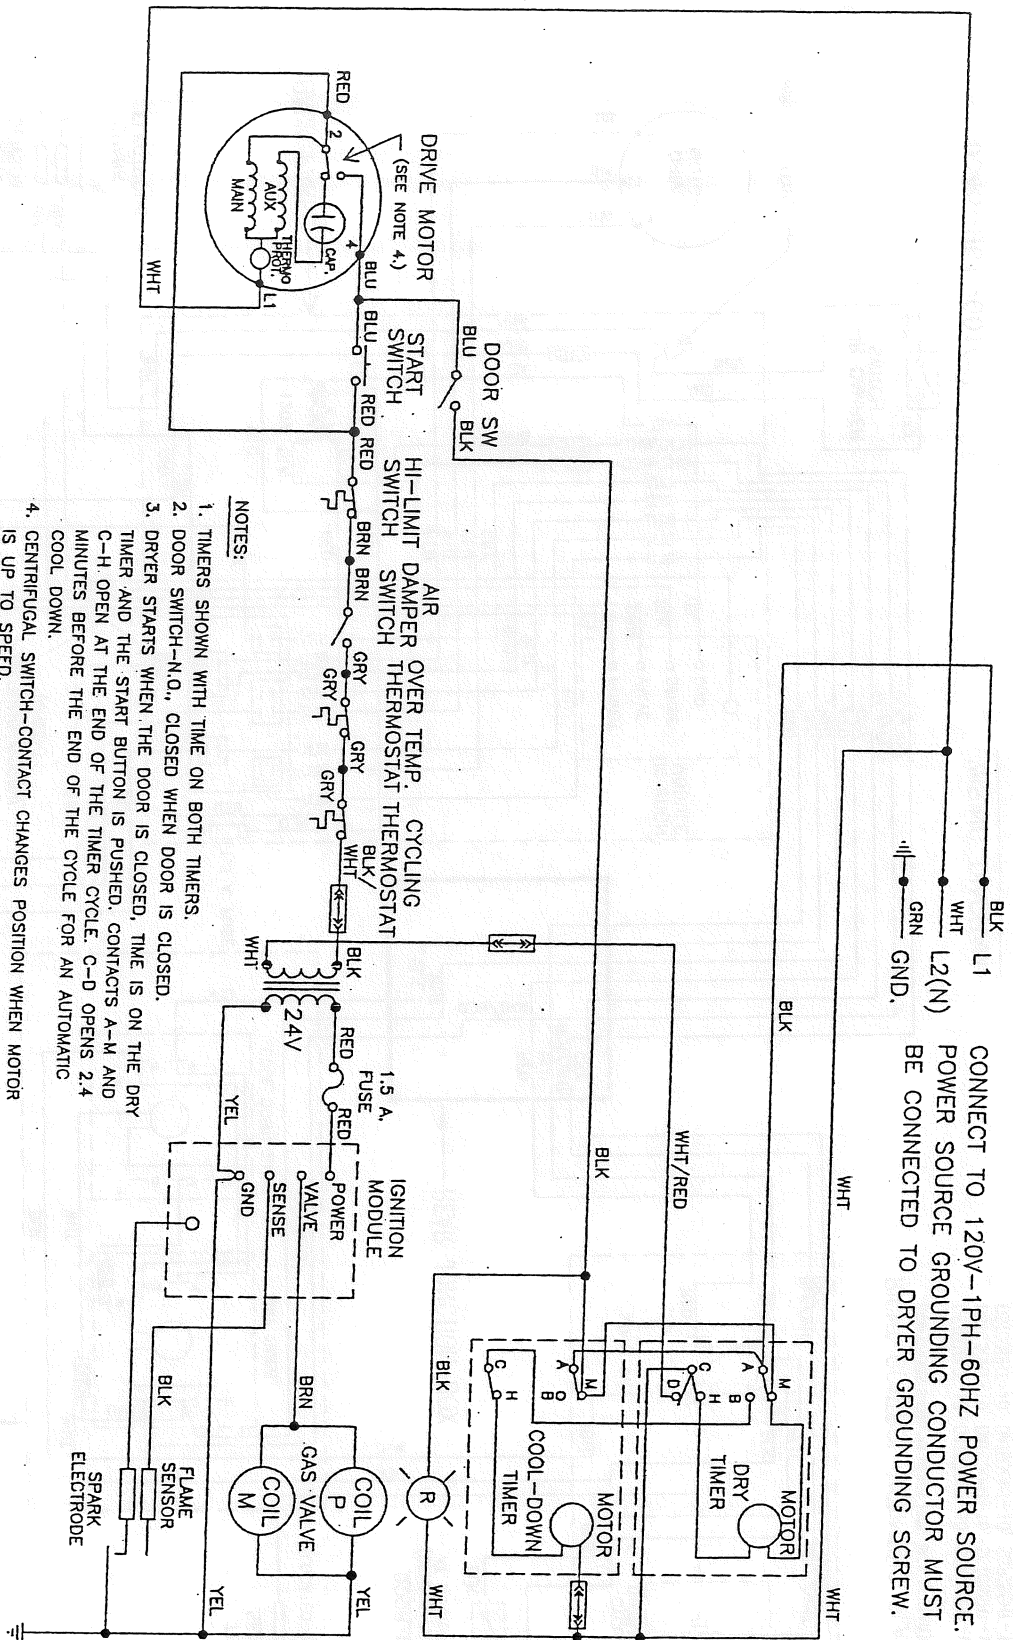 CONNECT TO 120V-1PH-60HZ POWER SOURCE.
POWER SOURCE GROUNDING CONDUCTOR MUST
BE CONNECTED TO DRYER GROUNDING SCREW.
BLK
L1
WHT
L2(N)
GRN
GND.
BLK
WHT
WHT
RED
2
DRIVE MOTOR
(SEE NOTE 4.)
AUX
MAIN
CAP.
THERMO
PROT.
4
L1
WHT
BLU
BLU
START
SWITCH
RED
BLU
DOOR SW
BLK
RED
HI-LIMIT
SWITCH
BRN
BRN
AIR
DAMPER
SWITCH
GRY
GRY
OVER TEMP.
THERMOSTAT
GRY
GRY
CYCLING
THERMOSTAT
BLK/
WHT
BLK
WHT
24V
RED
1.5 A.
FUSE
RED
YEL
IGNITION
MODULE
POWER
VALVE
SENSE
GND
BLK
WHT/RED
A
M
B
H
C
D
DRY
TIMER
MOTOR
A
M
B
C
H
COOL-DOWN
TIMER
MOTOR
BLK
R
WHT
BRN
GAS VALVE
COIL
P
COIL
M
YEL
YEL
BLK
FLAME
SENSOR
SPARK
ELECTRODE
NOTES:
1. TIMERS SHOWN WITH TIME ON BOTH TIMERS.
2. DOOR SWITCH-N.O., CLOSED WHEN DOOR IS CLOSED.
3. DRYER STARTS WHEN THE DOOR IS CLOSED, TIME IS ON THE DRY
TIMER AND THE START BUTTON IS PUSHED. CONTACTS A-M AND
C-H OPEN AT THE END OF THE TIMER CYCLE. C-D OPENS 2.4
MINUTES BEFORE THE END OF THE CYCLE FOR AN AUTOMATIC
COOL DOWN.
4. CENTRIFUGAL SWITCH-CONTACT CHANGES POSITION WHEN MOTOR
IS UP TO SPEED.